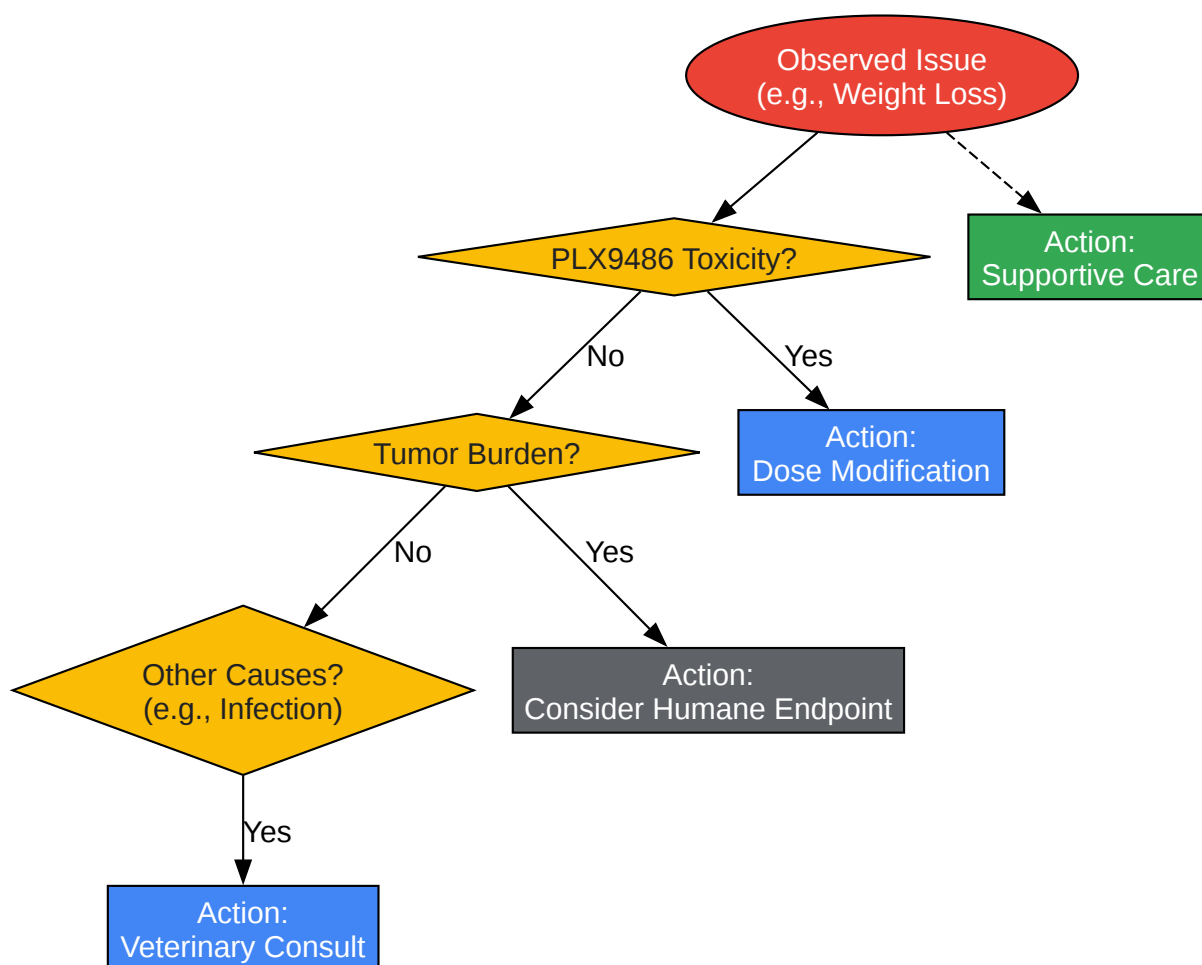 Observed Issue
(e.g., Weight Loss)
Action:
Supportive Care
PLX9486 Toxicity?
No
Yes
Action:
Dose Modification
Tumor Burden?
No
Yes
Other Causes?
(e.g., Infection)
Action:
Consider Humane Endpoint
Yes
Action:
Veterinary Consult